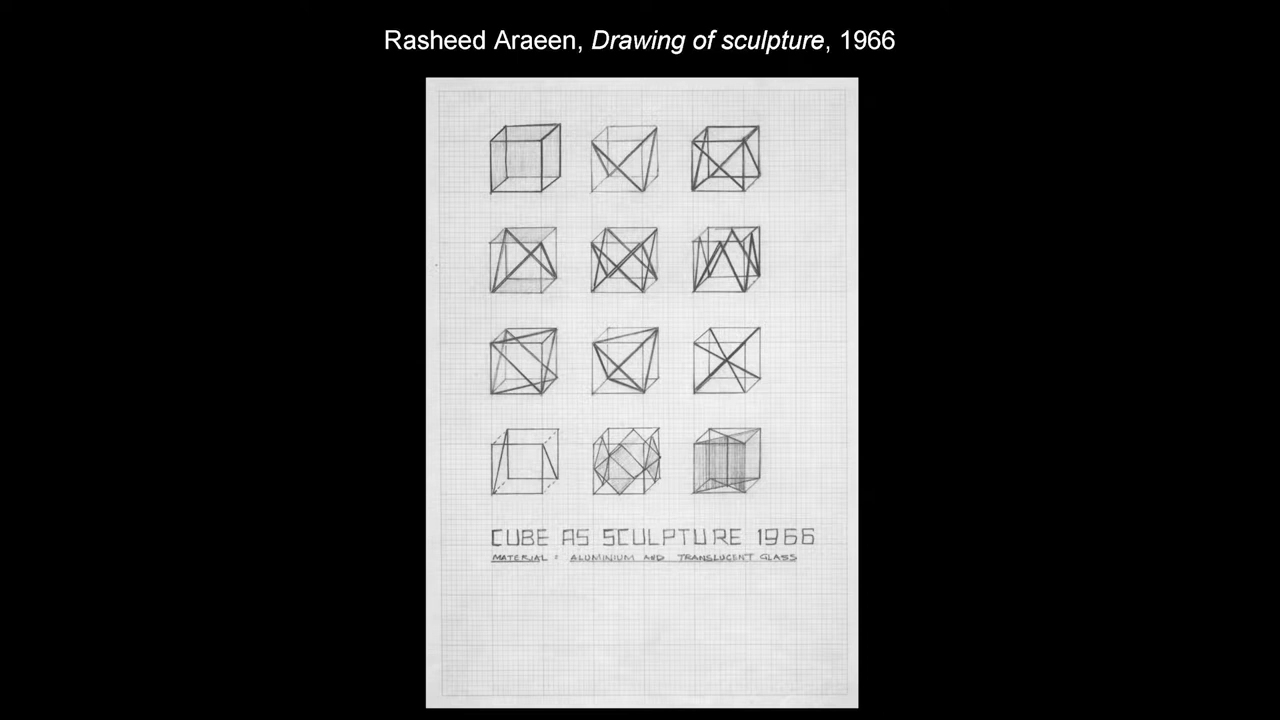 Rasheed Araeen, Drawing of sculpture, 1966
CUBE AS SCULPTURE 1966
MATERIAL = ALUMINIUM AND TRANSLUCENT GLASS